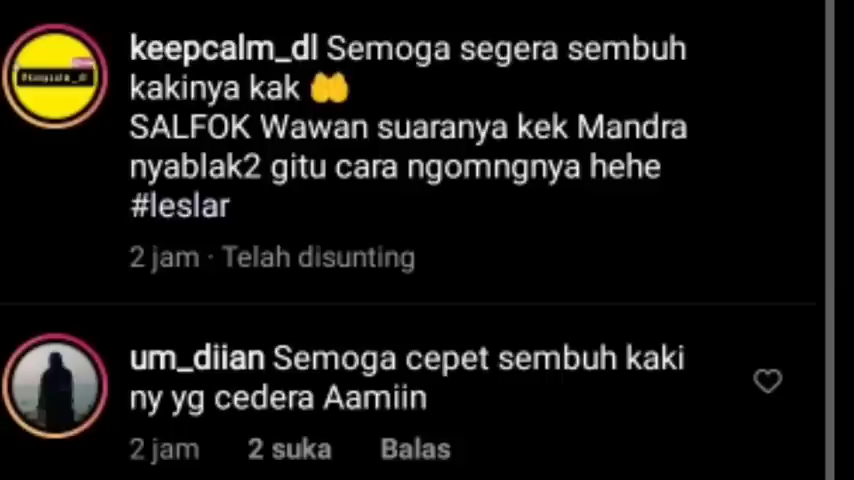 keepcalm_dl Semoga segera sembuh
kakinya kak 🤲
SALFOK Wawan suaranya kek Mandra
nyablak2 gitu cara ngomngnya hehe
#leslar
2 jam · Telah disunting
um_diian Semoga cepet sembuh kaki
ny yg cedera Aamiin
2 jam 2 suka Balas